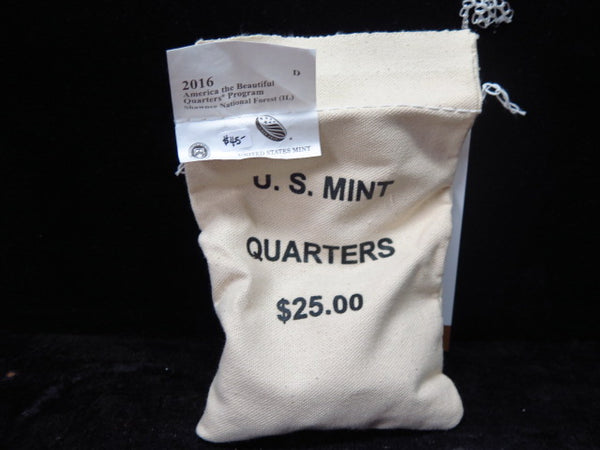 2016 D
America the Beautiful
Quarters® Program
Shawnee National Forest (IL)
$45-
UNITED STATES MINT
U. S. MINT
QUARTERS
$25.00